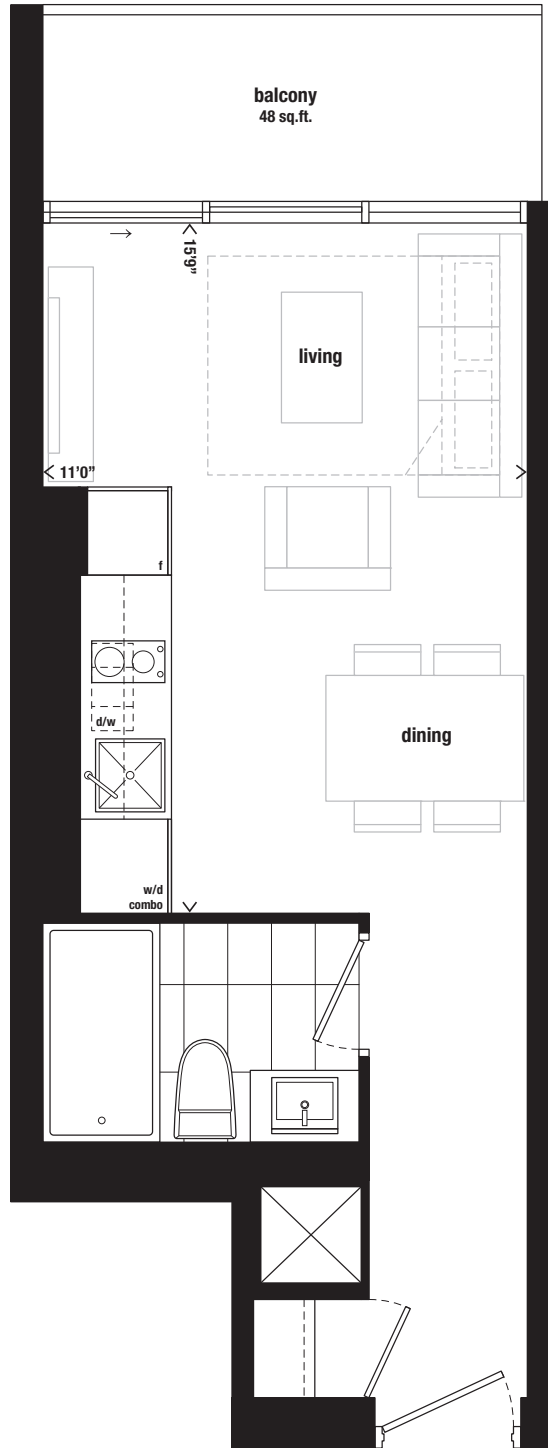 balcony
48 sq.ft.
15'9"
living
11'0"
f
d/w
dining
w/d
combo